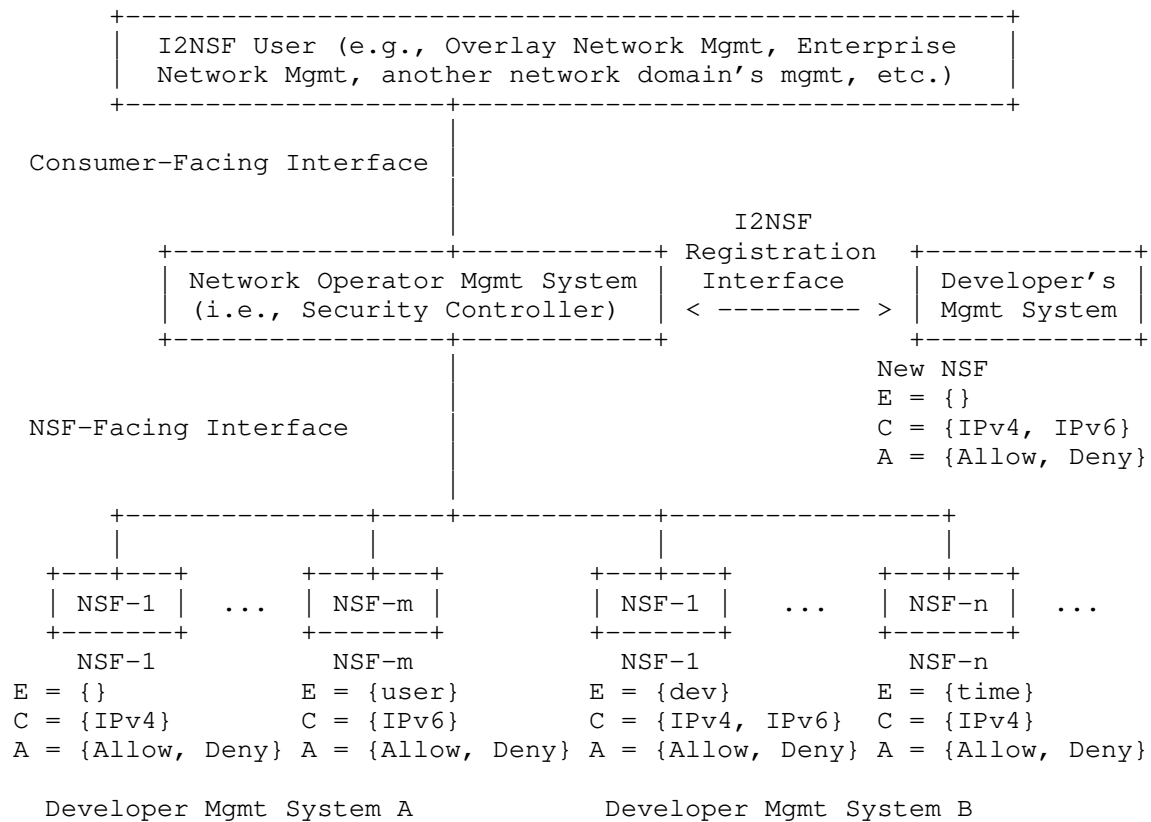 I2NSF User (e.g., Overlay Network Mgmt, Enterprise
Network Mgmt, another network domain's mgmt, etc.)
Consumer-Facing Interface
I2NSF
Registration
Interface
Network Operator Mgmt System
(i.e., Security Controller)
< --------- >
Developer's
Mgmt System
New NSF
E = {}
C = {IPv4, IPv6}
A = {Allow, Deny}
NSF-Facing Interface
NSF-1 ... NSF-m NSF-1 ... NSF-n ...
NSF-1 NSF-m NSF-1 NSF-n
E = {} E = {user} E = {dev} E = {time}
C = {IPv4} C = {IPv6} C = {IPv4, IPv6} C = {IPv4}
A = {Allow, Deny} A = {Allow, Deny} A = {Allow, Deny} A = {Allow, Deny}
Developer Mgmt System A Developer Mgmt System B